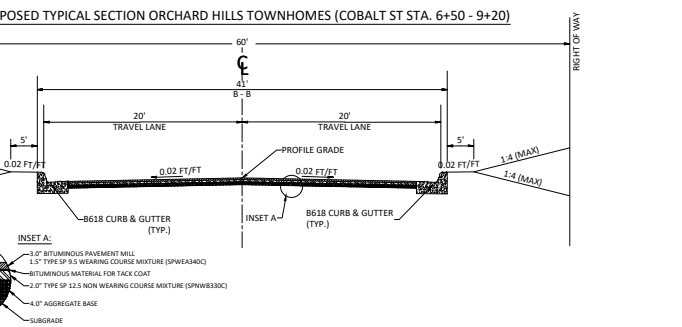 POSED TYPICAL SECTION ORCHARD HILLS TOWNHOMES (COBALT ST STA. 6+50 - 9+20)
RIGHT OF WAY
60'
℄
41'
B - B
20'
TRAVEL LANE
20'
TRAVEL LANE
5'
5'
PROFILE GRADE
0.02 FT/FT
0.02 FT/FT
0.02 FT/FT
0.02 FT/FT
1:4 (MAX)
1:4 (MAX)
B618 CURB & GUTTER
(TYP.)
INSET A
B618 CURB & GUTTER
(TYP.)
INSET A:
3.0" BITUMINOUS PAVEMENT MILL
1.5" TYPE SP 9.5 WEARING COURSE MIXTURE (SPWEA340C)
BITUMINOUS MATERIAL FOR TACK COAT
2.0" TYPE SP 12.5 NON WEARING COURSE MIXTURE (SPNWB330C)
4.0" AGGREGATE BASE
SUBGRADE